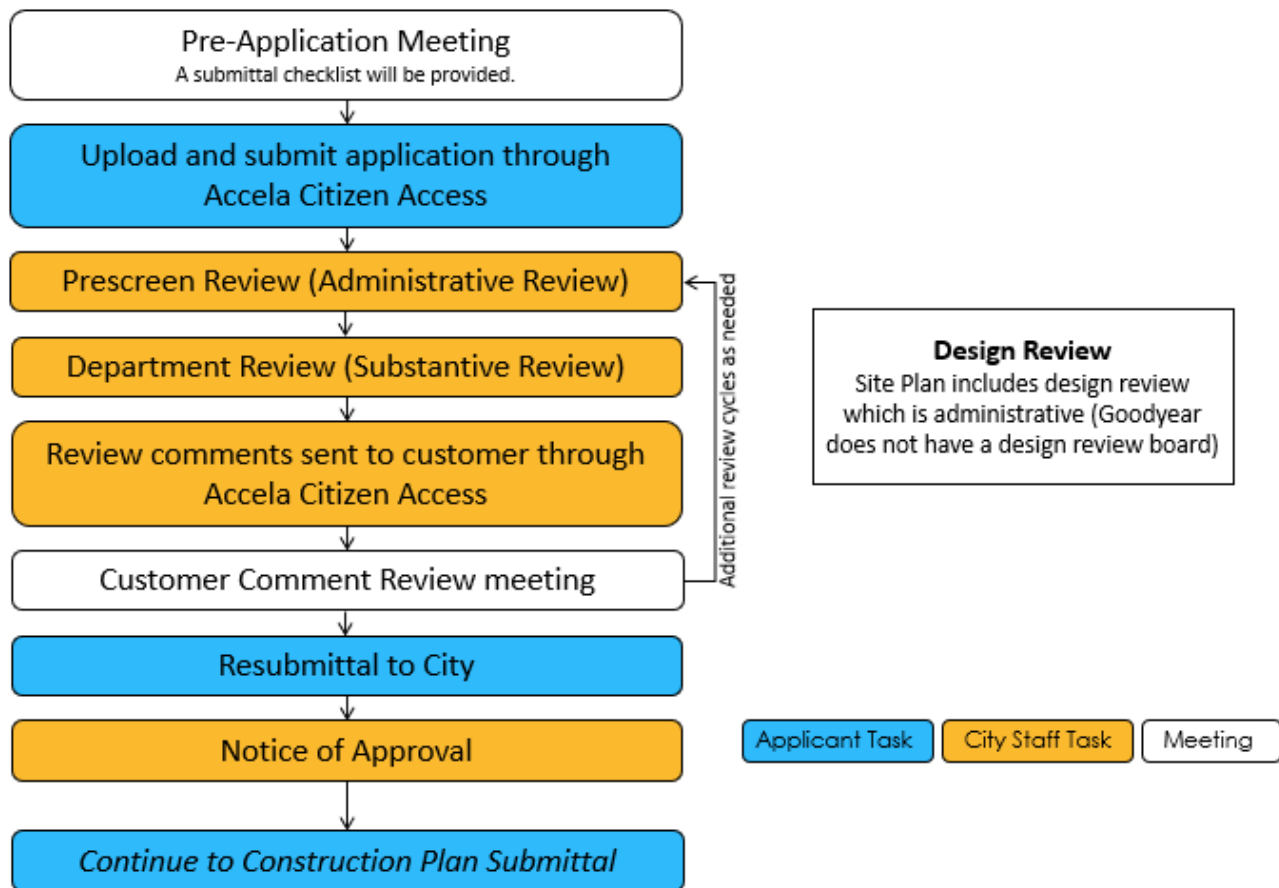 Pre-Application Meeting
A submittal checklist will be provided.
Upload and submit application through
Accela Citizen Access
Prescreen Review (Administrative Review)
Department Review (Substantive Review)
Review comments sent to customer through
Accela Citizen Access
Customer Comment Review meeting
Additional review cycles as needed
Resubmittal to City
Notice of Approval
Continue to Construction Plan Submittal
Design Review
Site Plan includes design review
which is administrative (Goodyear
does not have a design review board)
Applicant Task
City Staff Task
Meeting